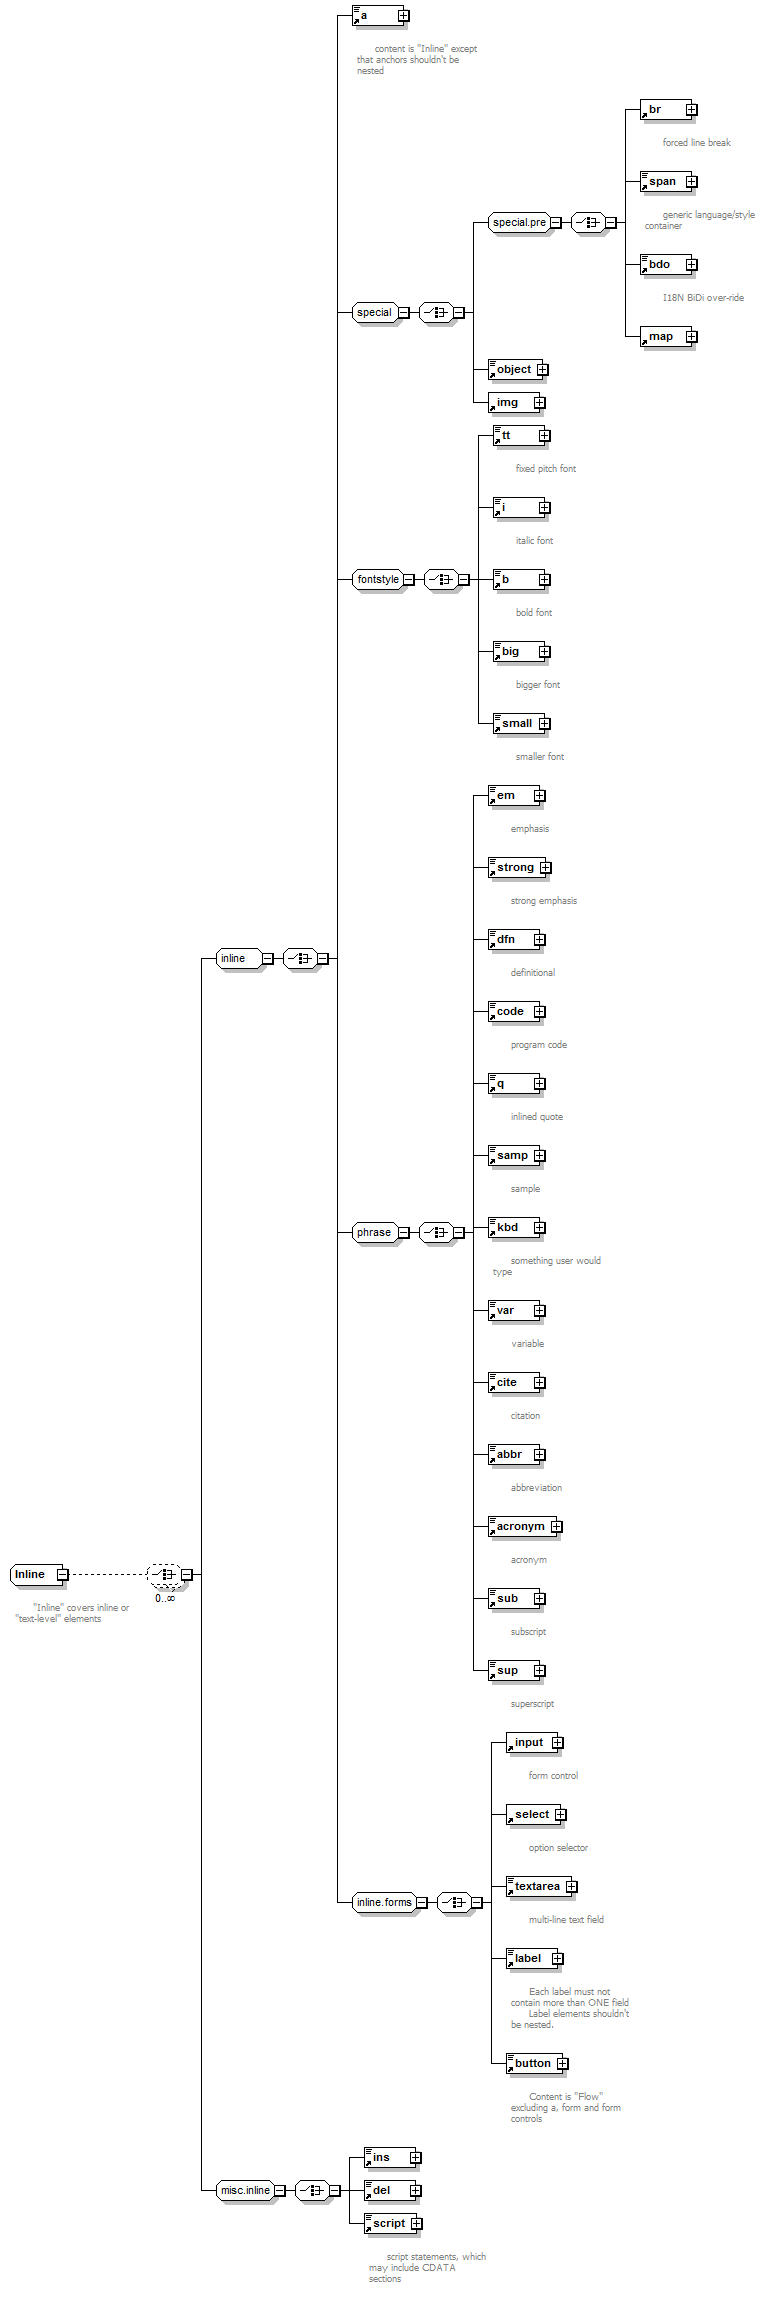 a
content is "Inline" except
that anchors shouldn't be
nested
br
forced line break
span
generic language/style
container
special.pre
bdo
I18N BiDi over-ride
special
map
object
img
tt
fixed pitch font
i
italic font
fontstyle
b
bold font
big
bigger font
small
smaller font
em
emphasis
strong
strong emphasis
dfn
definitional
inline
code
program code
q
inlined quote
samp
sample
phrase
kbd
something user would
type
var
variable
cite
citation
abbr
abbreviation
acronym
acronym
Inline
0..∞
"Inline" covers inline or
"text-level" elements
sub
subscript
sup
superscript
input
form control
select
option selector
textarea
multi-line text field
inline.forms
label
Each label must not
contain more than ONE field
Label elements shouldn't
be nested.
button
Content is "Flow"
excluding a, form and form
controls
misc.inline
ins
del
script
script statements, which
may include CDATA
sections